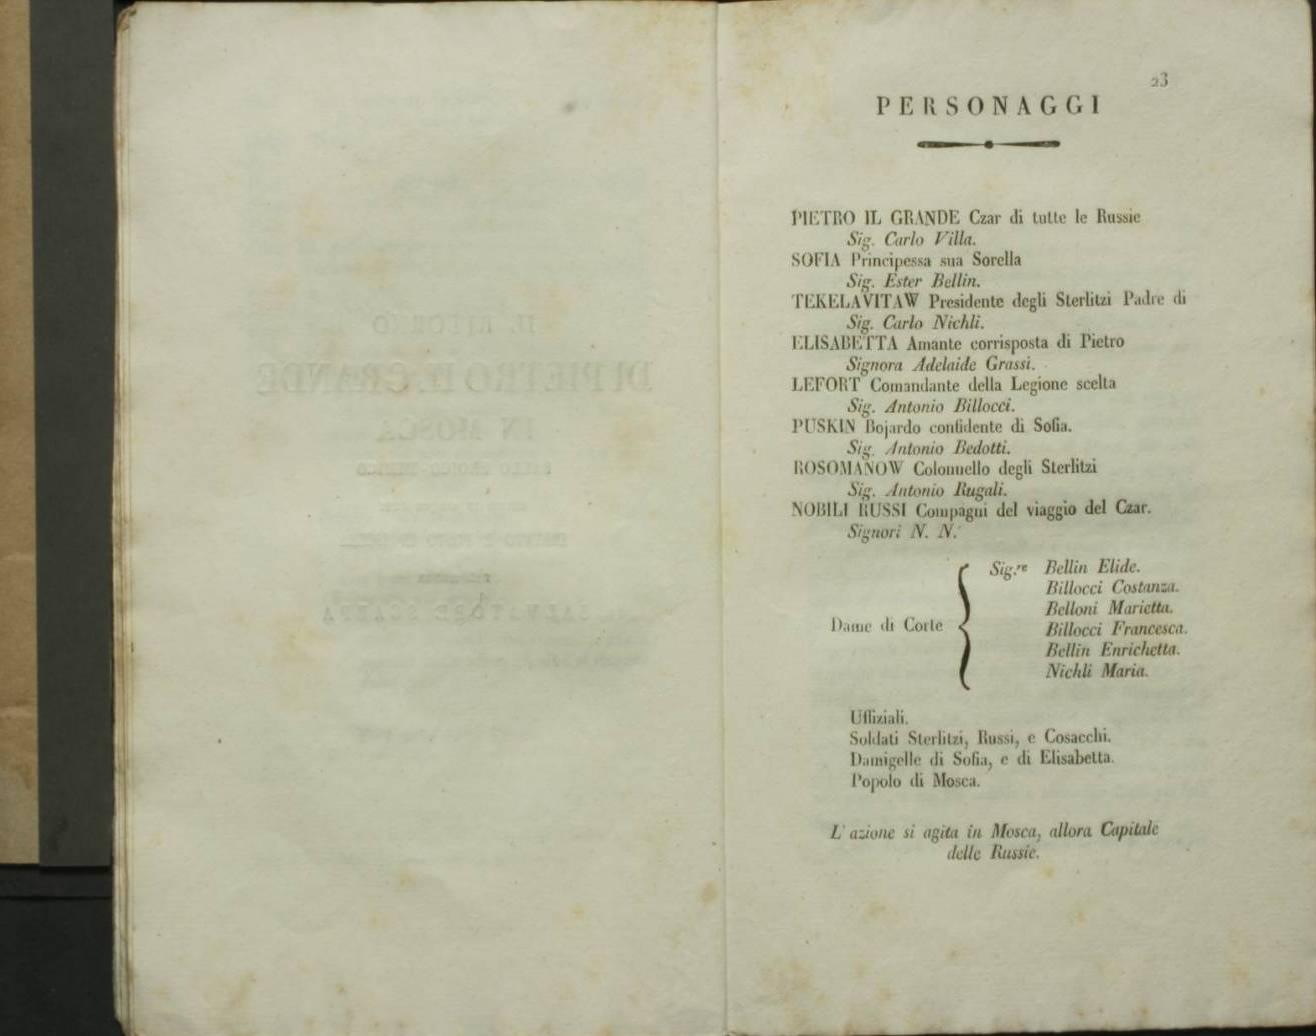 23
PERSONAGGI
PIETRO IL GRANDE Czar di tutte le Russie
Sig. Carlo Villa.
SOFIA Principessa sua Sorella
Sig. Ester Bellin.
TEKELAVITAW Presidente degli Sterlitzi Padre di
Sig. Carlo Nichli.
ELISABETTA Amante corrisposta di Pietro
Signora Adelaide Grassi.
LEFORT Comandante della Legione scelta
Sig. Antonio Billocci.
PUSKIN Bojardo confidente di Sofia.
Sig. Antonio Bedotti.
ROSOMANOW Colonnello degli Sterlitzi
Sig. Antonio Rugali.
NOBILI RUSSI Compagni del viaggio del Czar.
Signori N. N.
Dame di Corte
Sig.re Bellin Elide.
Billocci Costanza.
Belloni Marietta.
Billocci Francesca.
Bellin Enrichetta.
Nichli Maria.
Uffiziali.
Soldati Sterlitzi, Russi, e Cosacchi.
Damigelle di Sofia, e di Elisabetta.
Popolo di Mosca.
L' azione si agita in Mosca, allora Capitale
delle Russie.